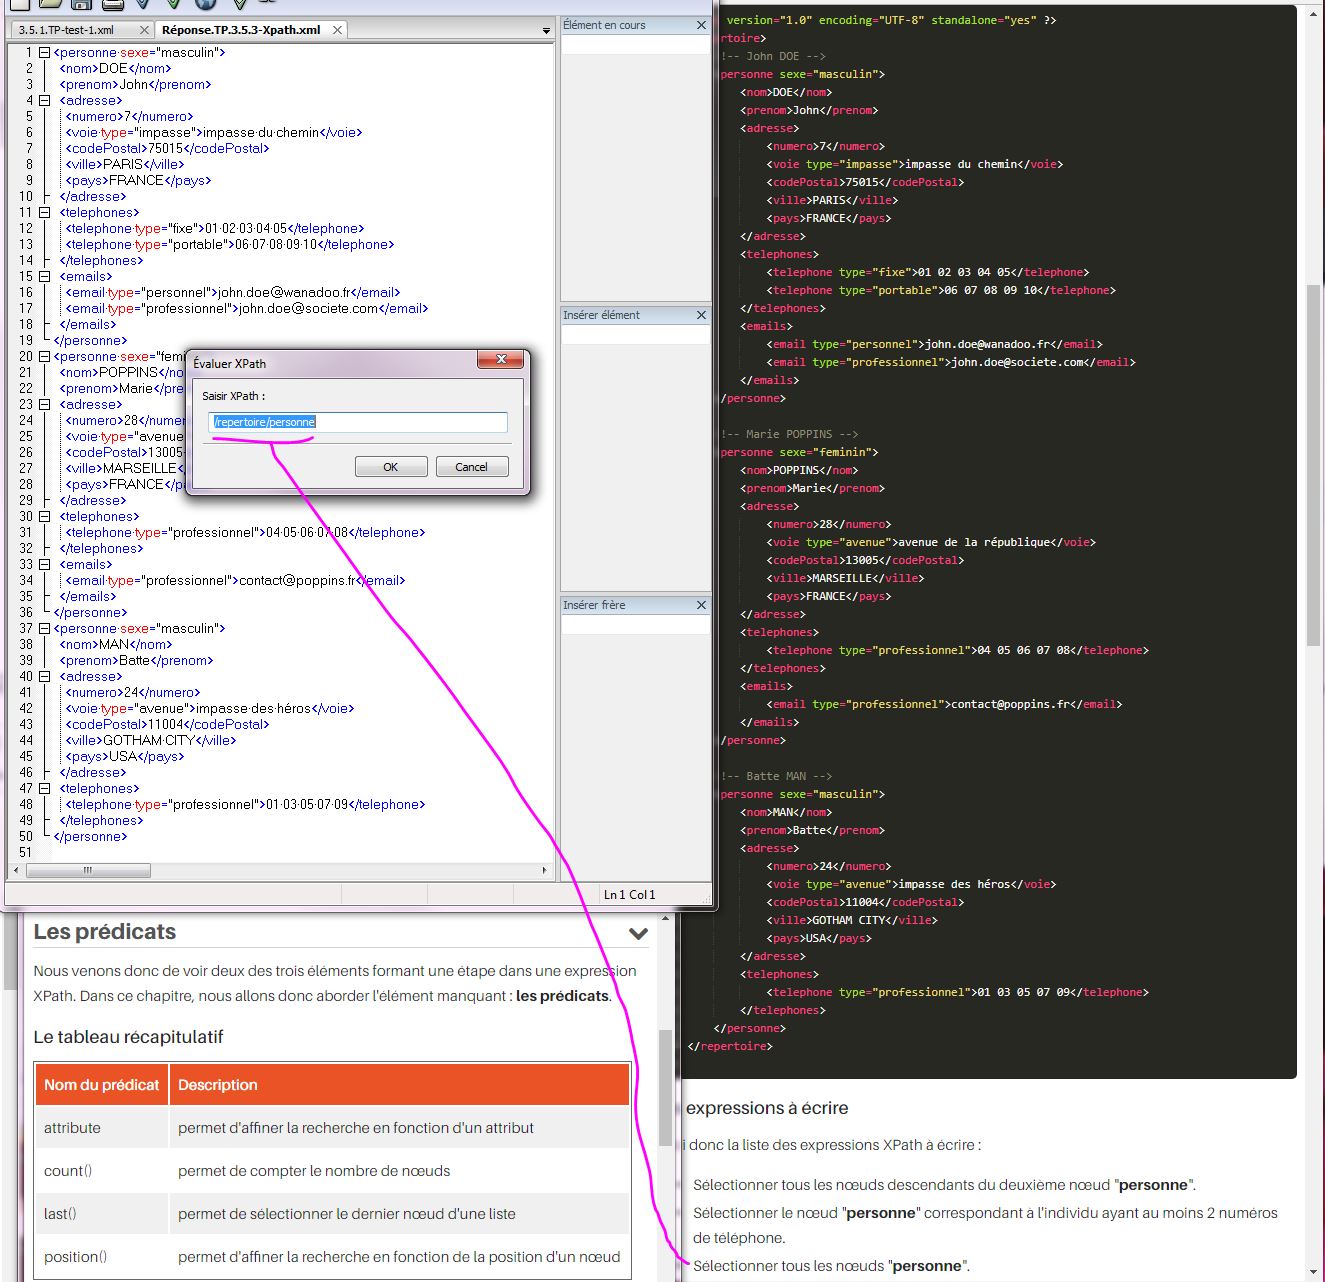 3.5.1.TP-test-1.xml
Réponse.TP.3.5.3-Xpath.xml
1 <personne sexe="masculin">
2 <nom>DOE</nom>
3 <prenom>John</prenom>
4 <adresse>
5 <numero>7</numero>
6 <voie type="impasse">impasse·du·chemin</voie>
7 <codePostal>75015</codePostal>
8 <ville>PARIS</ville>
9 <pays>FRANCE</pays>
10 </adresse>
11 <telephones>
12 <telephone·type="fixe">01·02·03·04·05</telephone>
13 <telephone·type="portable">06·07·08·09·10</telephone>
14 </telephones>
15 <emails>
16 <email·type="personnel">john.doe@wanadoo.fr</email>
17 <email·type="professionnel">john.doe@societe.com</email>
18 </emails>
19 </personne>
20 <personne·sexe="femi
21 <nom>POPPINS</no
22 <prenom>Marie</pre
23 <adresse>
24 <numero>28</nume
25 <voie·type="avenue
26 <codePostal>13005
27 <ville>MARSEILLE</
28 <pays>FRANCE</pa
29 </adresse>
30 <telephones>
31 <telephone·type="professionnel">04·05·06·07·08</telephone>
32 </telephones>
33 <emails>
34 <email·type="professionnel">contact@poppins.fr</email>
35 </emails>
36 </personne>
37 <personne·sexe="masculin">
38 <nom>MAN</nom>
39 <prenom>Batte</prenom>
40 <adresse>
41 <numero>24</numero>
42 <voie·type="avenue">impasse·des·héros</voie>
43 <codePostal>11004</codePostal>
44 <ville>GOTHAM·CITY</ville>
45 <pays>USA</pays>
46 </adresse>
47 <telephones>
48 <telephone·type="professionnel">01·03·05·07·09</telephone>
49 </telephones>
50 </personne>
51
Évaluer XPath
Saisir XPath :
/repertoire/personne
OK
Cancel
Élément en cours
Insérer élément
Insérer frère
Ln 1 Col 1
version="1.0" encoding="UTF-8" standalone="yes" ?>
rtoire>
!-- John DOE -->
personne sexe="masculin">
<nom>DOE</nom>
<prenom>John</prenom>
<adresse>
<numero>7</numero>
<voie type="impasse">impasse du chemin</voie>
<codePostal>75015</codePostal>
<ville>PARIS</ville>
<pays>FRANCE</pays>
</adresse>
<telephones>
<telephone type="fixe">01 02 03 04 05</telephone>
<telephone type="portable">06 07 08 09 10</telephone>
</telephones>
<emails>
<email type="personnel">john.doe@wanadoo.fr</email>
<email type="professionnel">john.doe@societe.com</email>
</emails>
/personne>
!-- Marie POPPINS -->
personne sexe="feminin">
<nom>POPPINS</nom>
<prenom>Marie</prenom>
<adresse>
<numero>28</numero>
<voie type="avenue">avenue de la république</voie>
<codePostal>13005</codePostal>
<ville>MARSEILLE</ville>
<pays>FRANCE</pays>
</adresse>
<telephones>
<telephone type="professionnel">04 05 06 07 08</telephone>
</telephones>
<emails>
<email type="professionnel">contact@poppins.fr</email>
</emails>
/personne>
!-- Batte MAN -->
personne sexe="masculin">
<nom>MAN</nom>
<prenom>Batte</prenom>
<adresse>
<numero>24</numero>
<voie type="avenue">impasse des héros</voie>
<codePostal>11004</codePostal>
<ville>GOTHAM CITY</ville>
<pays>USA</pays>
</adresse>
<telephones>
<telephone type="professionnel">01 03 05 07 09</telephone>
</telephones>
</personne>
</repertoire>
Les prédicats
Nous venons donc de voir deux des trois éléments formant une étape dans une expression
XPath. Dans ce chapitre, nous allons donc aborder l'élément manquant : les prédicats.
Le tableau récapitulatif
Nom du prédicat Description
attribute permet d'affiner la recherche en fonction d'un attribut
count() permet de compter le nombre de nœuds
last() permet de sélectionner le dernier nœud d'une liste
position() permet d'affiner la recherche en fonction de la position d'un nœud
expressions à écrire
i donc la liste des expressions XPath à écrire :
Sélectionner tous les nœuds descendants du deuxième nœud "personne".
Sélectionner le nœud "personne" correspondant à l'individu ayant au moins 2 numéros
de téléphone.
Sélectionner tous les nœuds "personne".